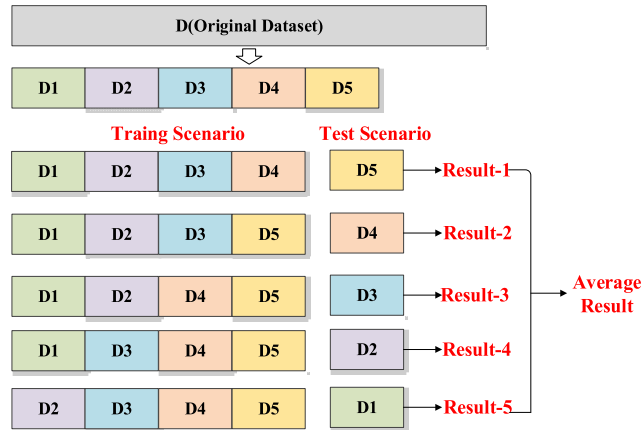 D(Original Dataset)
D1 D2 D3 D4 D5
Traing Scenario Test Scenario
D1 D2 D3 D4 D5 Result-1
D1 D2 D3 D5 D4 Result-2
D1 D2 D4 D5 D3 Result-3
Average
Result
D1 D3 D4 D5 D2 Result-4
D2 D3 D4 D5 D1 Result-5